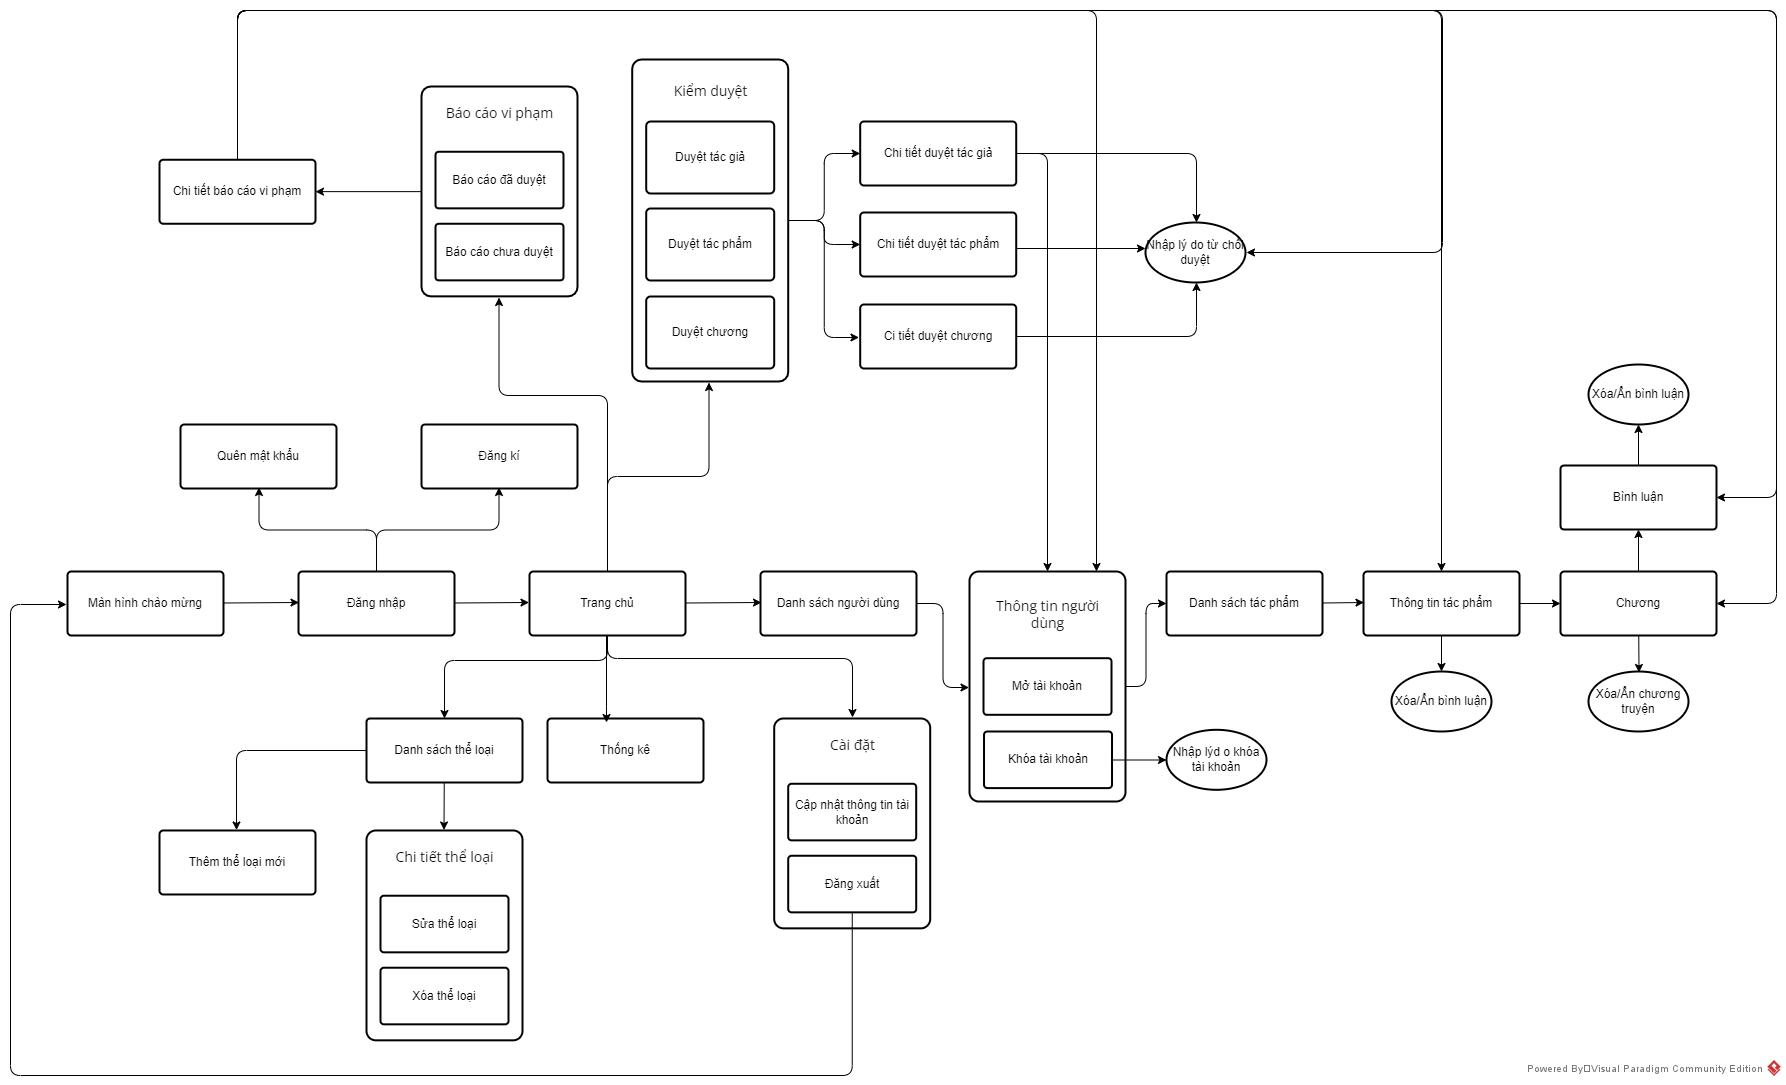 Kiểm duyệt
Báo cáo vi phạm
Duyệt tác giả
Chi tiết duyệt tác giả
Báo cáo đã duyệt
Chi tiết báo cáo vi phạm
Duyệt tác phẩm
Chi tiết duyệt tác phẩm
Nhập lý do từ chối
duyệt
Báo cáo chưa duyệt
Duyệt chương
Ci tiết duyệt chương
Xóa/Ẩn bình luận
Quên mật khẩu
Đăng kí
Bình luận
Màn hình chào mừng
Đăng nhập
Trang chủ
Danh sách người dùng
Thông tin người
dùng
Danh sách tác phẩm
Thông tin tác phẩm
Chương
Mở tài khoản
Xóa/Ẩn bình luận
Xóa/Ẩn chương
truyện
Danh sách thể loại
Thống kê
Cài đặt
Khóa tài khoản
Nhập lýd o khóa
tài khoản
Cập nhật thông tin tài
khoản
Thêm thể loại mới
Chi tiết thể loại
Đăng xuất
Sửa thể loại
Xóa thể loại
Powered By□Visual Paradigm Community Edition